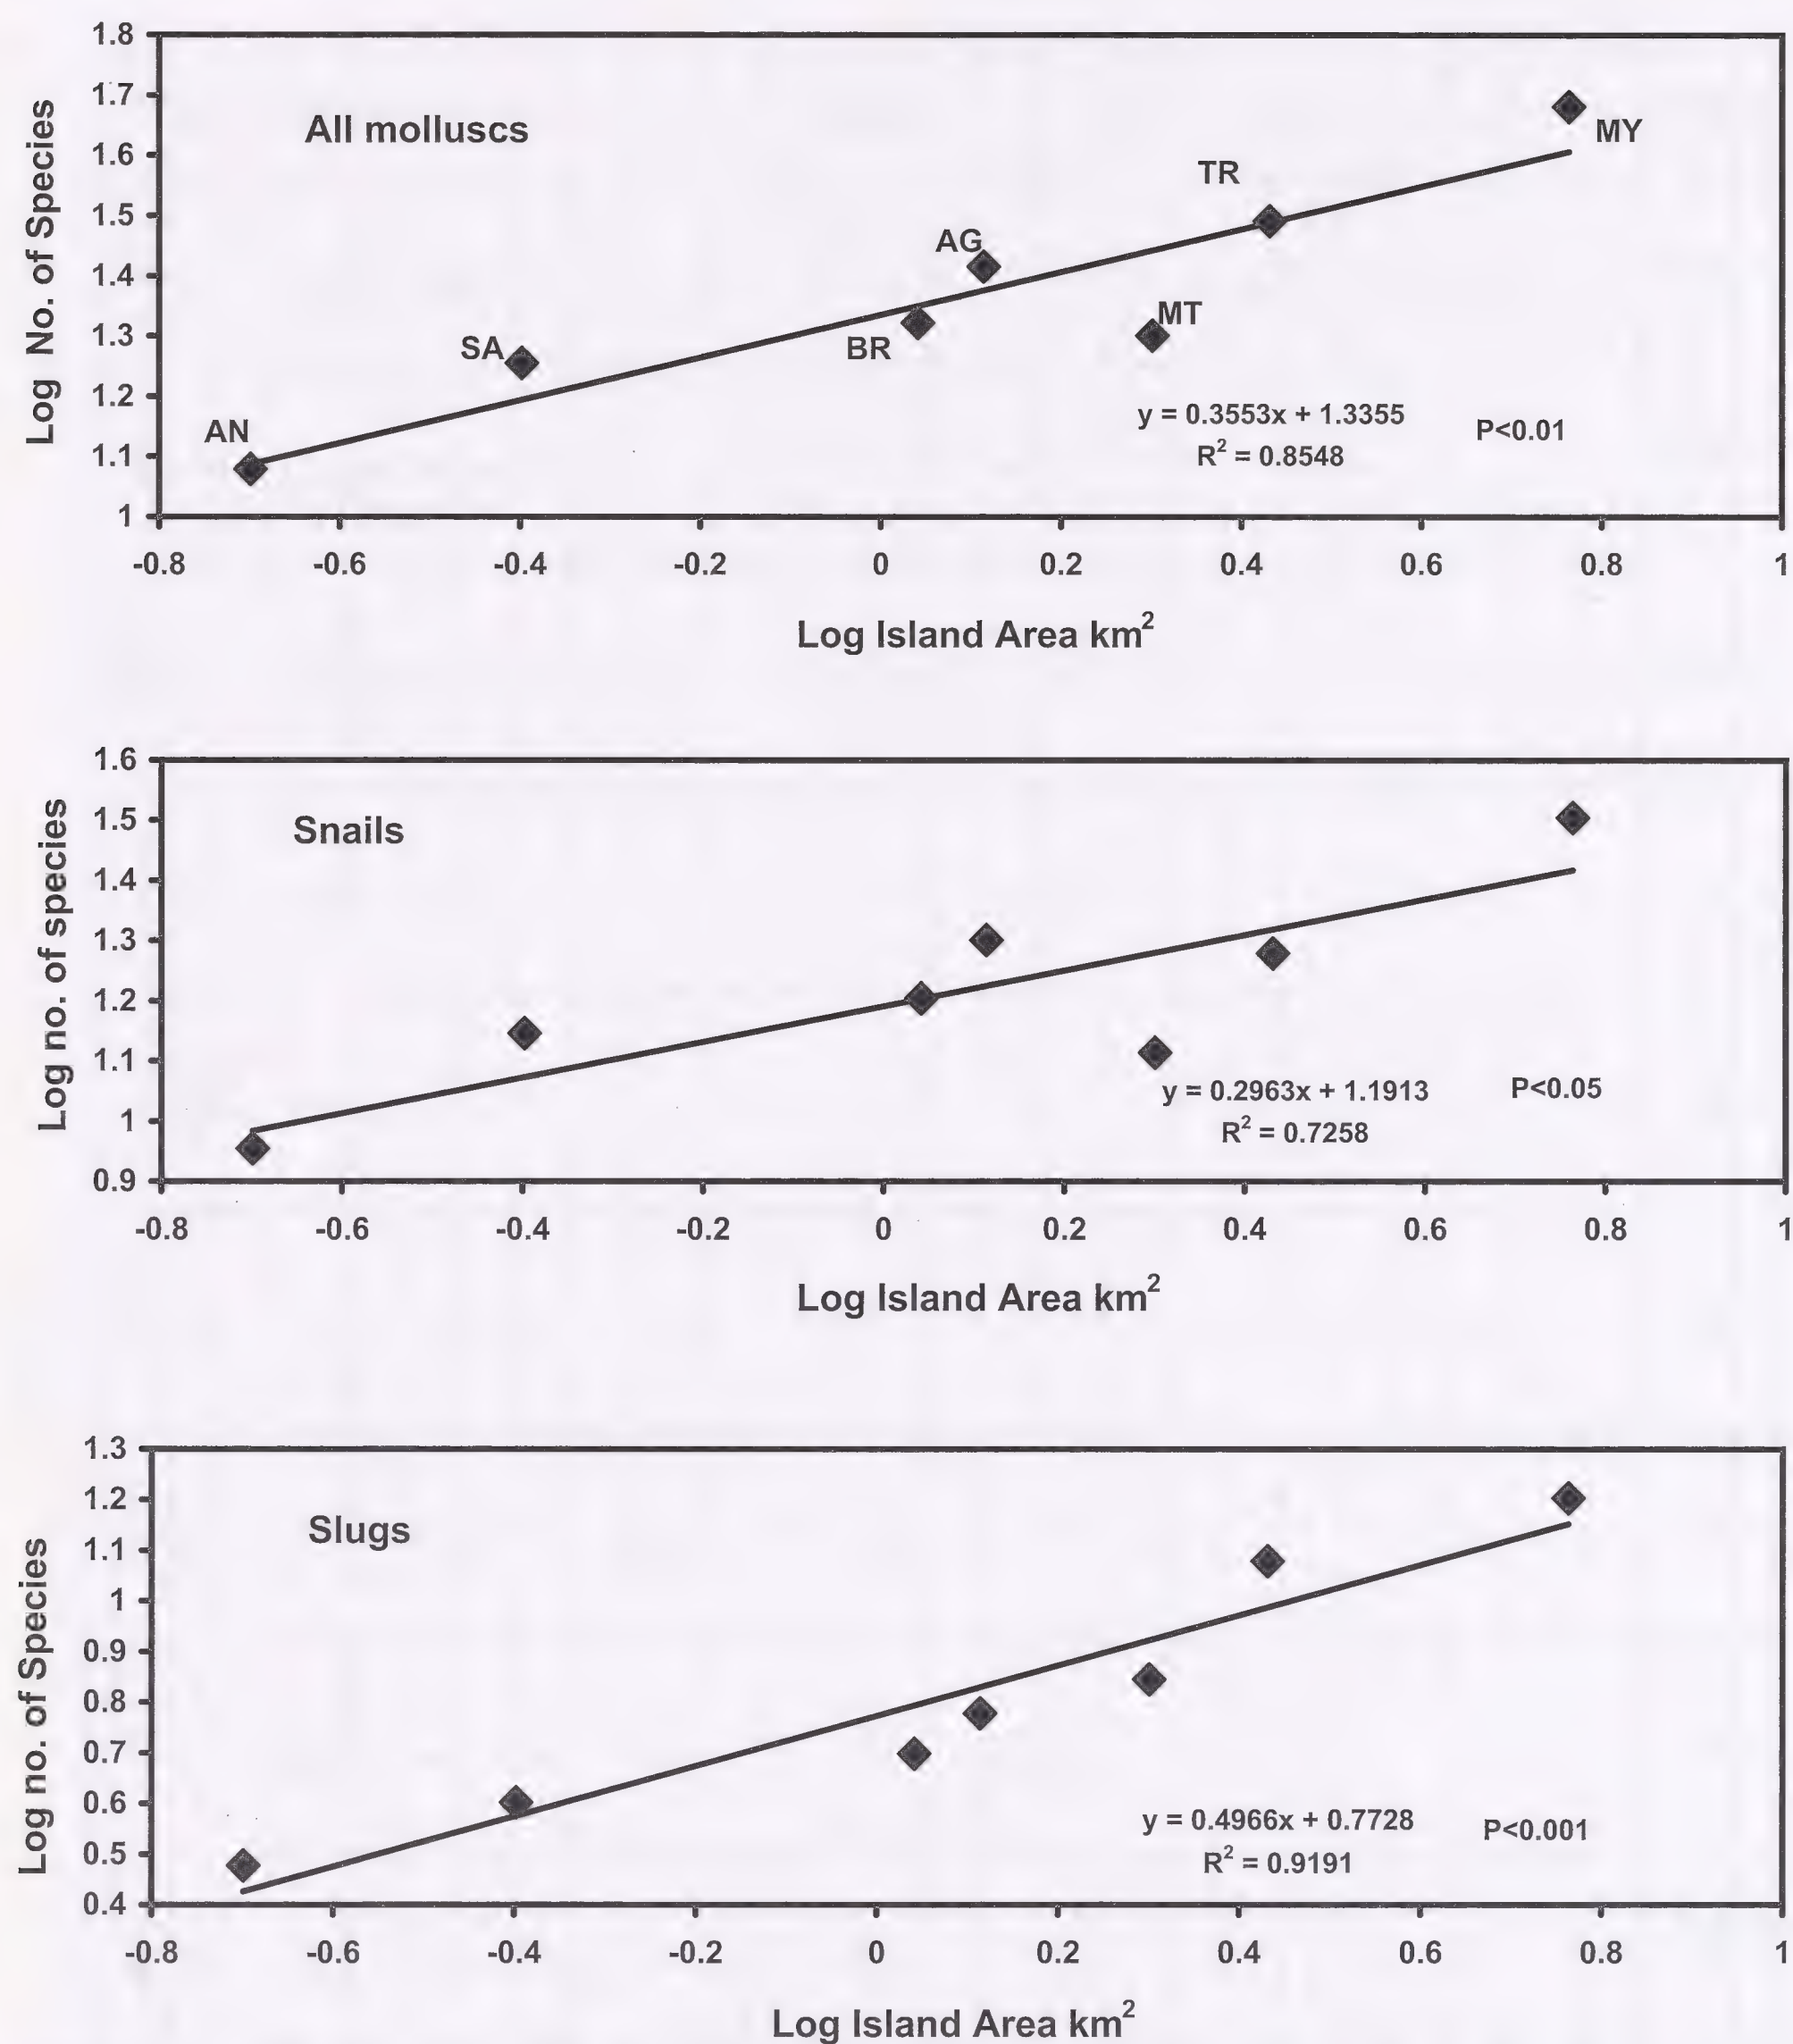 1.8
1.7
1.6
1.5
1.4
1.3
1.2
1.1
1
Log No. of Species
All molluscs
MY
TR
AG
MT
SA
BR
AN
y = 0.3553x + 1.3355
P<0.01
R² = 0.8548
-0.8 -0.6 -0.4 -0.2 0 0.2 0.4 0.6 0.8 1
Log Island Area km²
1.6
1.5
1.4
1.3
1.2
1.1
1
0.9
Log no. of species
Snails
y = 0.2963x + 1.1913
P<0.05
R² = 0.7258
-0.8 -0.6 -0.4 -0.2 0 0.2 0.4 0.6 0.8 1
Log Island Area km²
1.3
1.2
1.1
1
0.9
0.8
0.7
0.6
0.5
0.4
Log no. of Species
Slugs
y = 0.4966x + 0.7728
P<0.001
R² = 0.9191
-0.8 -0.6 -0.4 -0.2 0 0.2 0.4 0.6 0.8 1
Log Island Area km²